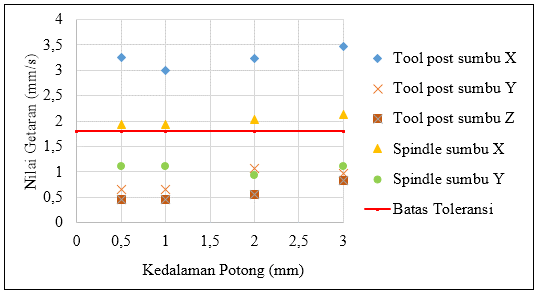 4
3,5
3
2,5
2
1,5
1
0,5
0
Nilai Getaran (mm/s)
0 0,5 1 1,5 2 2,5 3
Kedalaman Potong (mm)
Tool post sumbu X
Tool post sumbu Y
Tool post sumbu Z
Spindle sumbu X
Spindle sumbu Y
Batas Toleransi